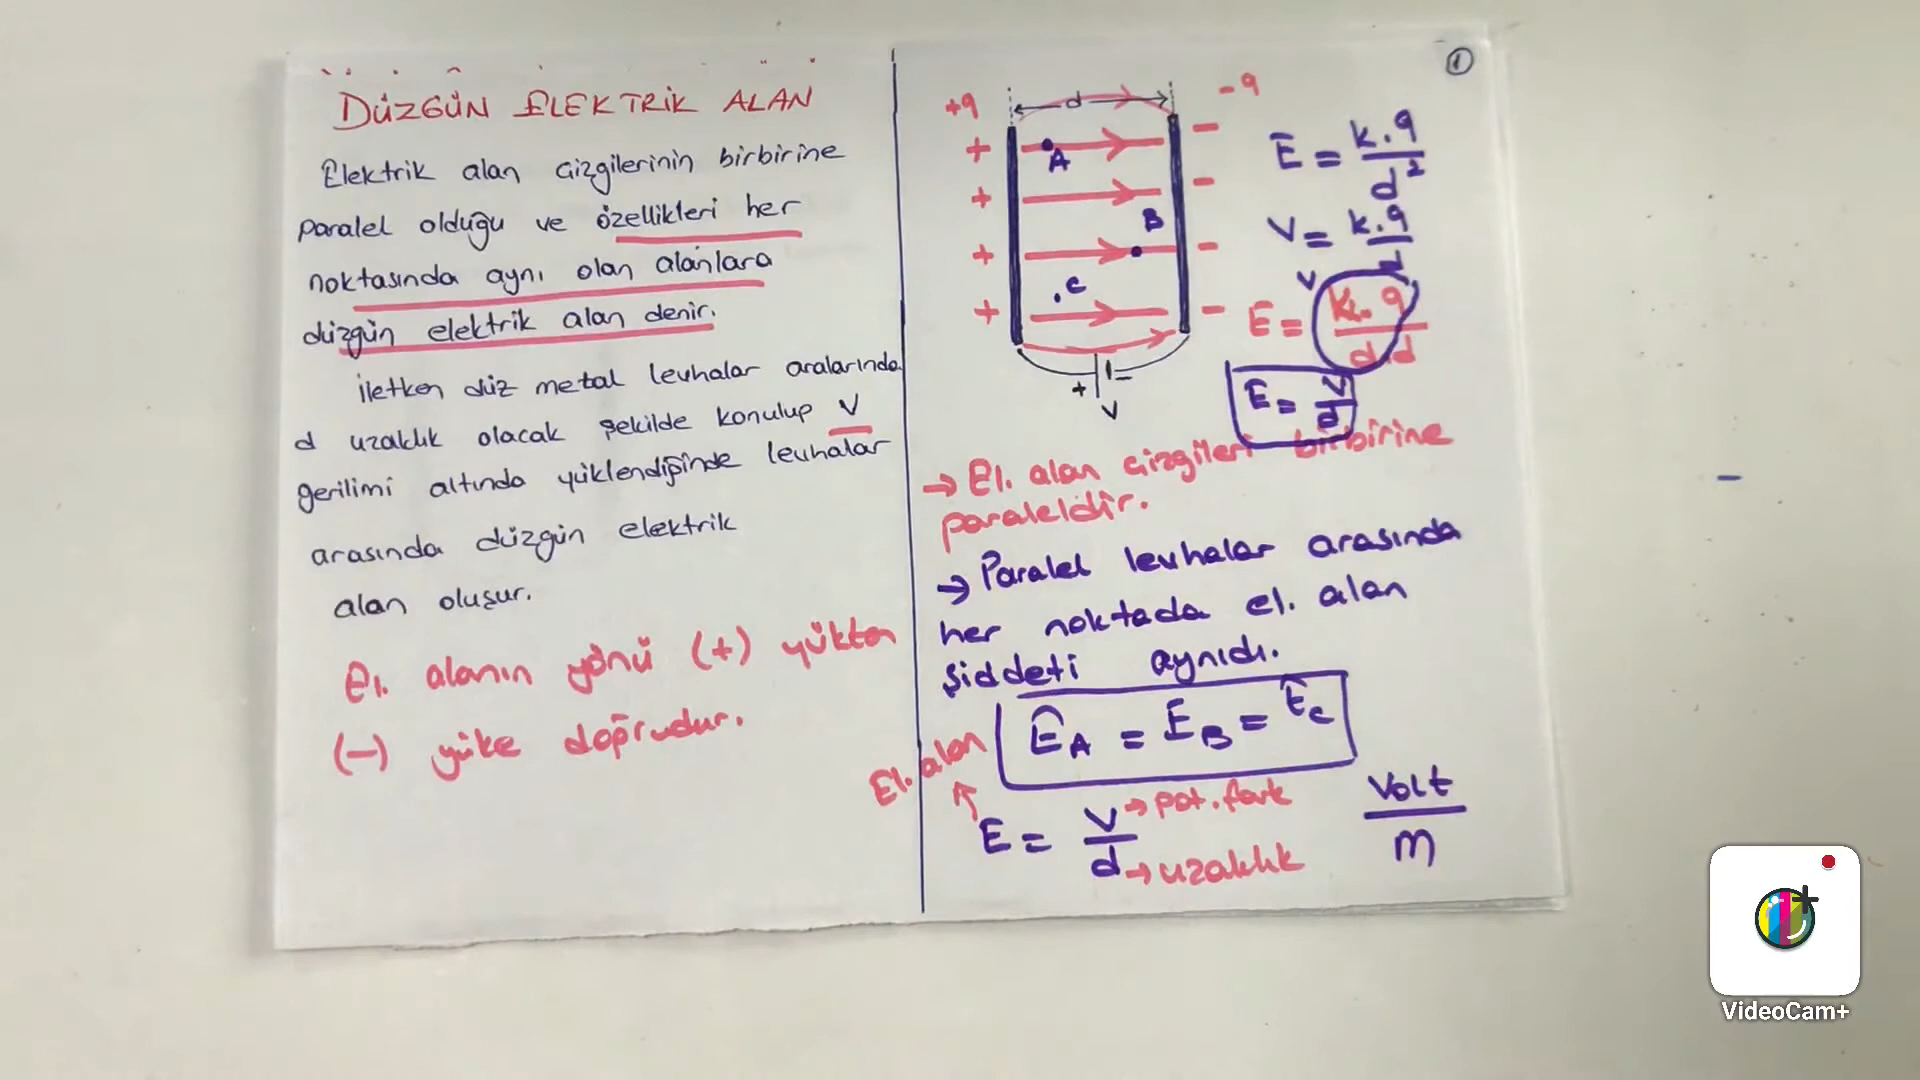 DÜZGÜN ELEKTRİK ALAN
Elektrik alan çizgilerinin birbirine
paralel olduğu ve özellikleri her
noktasında aynı olan alanlara
düzgün elektrik alan denir.
İletken düz metal levhalar aralarında
d uzaklık olacak şekilde konulup V
gerilimi altında yüklendiğinde levhalar
arasında düzgün elektrik
alan oluşur.
El. alanın yönü (+) yükten
(-) yüke doğrudur.
1
+q d -q
+ A -
+ -
B
+ -
C
+ -
+ -
V
E = k.q/d²
V = k.q/d
V
E = k.q/d.d
E = V/d
→ El. alan çizgileri birbirine
paraleldir.
→ Paralel levhalar arasında
her noktada el. alan
şiddeti aynıdı.
E_A = E_B = E_C
El. alan
E = V/d
→ pot. fark
→ uzaklık
Volt/m
VideoCam+